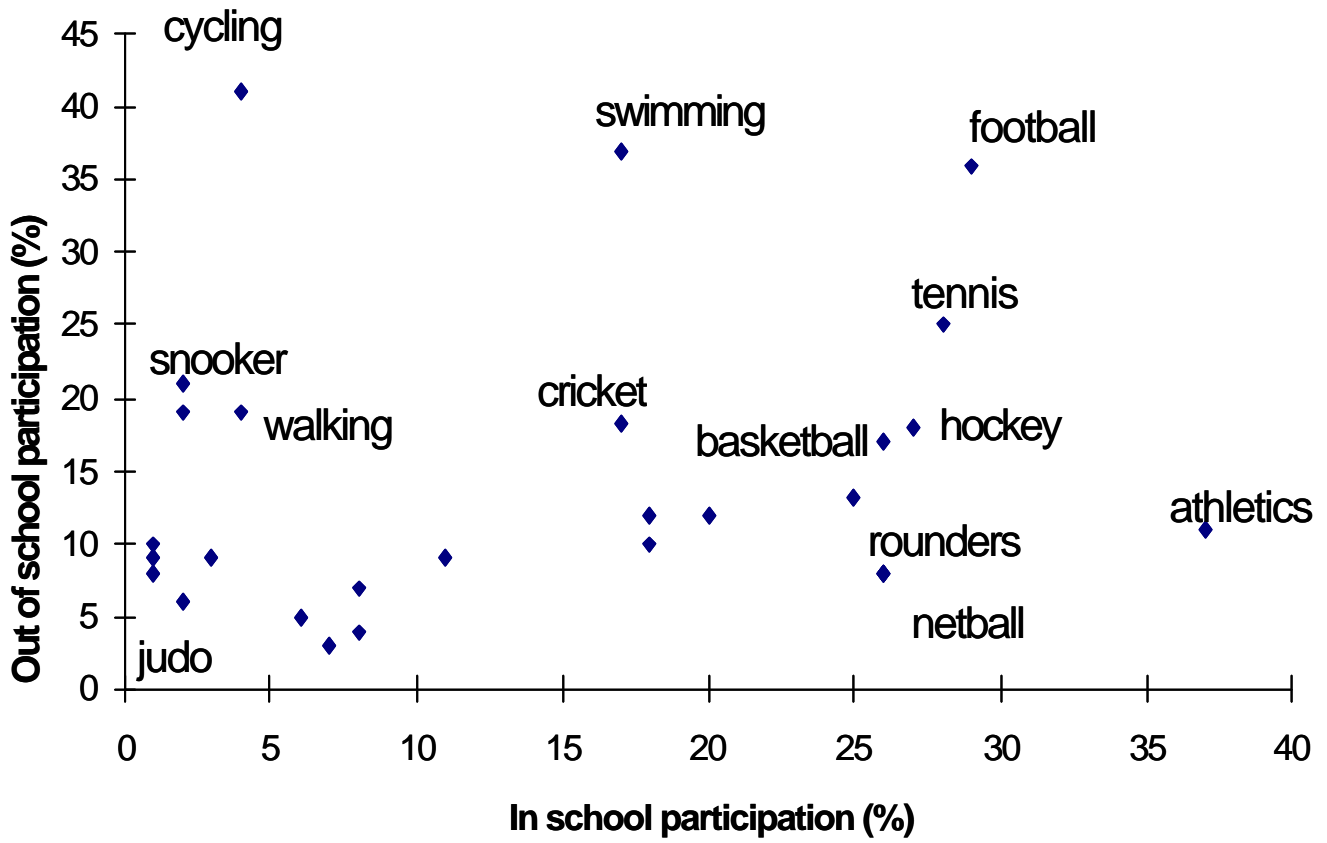 cycling
45
swimming
football
40
35
30
tennis
25
snooker
cricket
20
walking
basketball
hockey
15
athletics
10
rounders
5
netball
judo
0
Out of school participation (%)
0 5 10 15 20 25 30 35 40
In school participation (%)